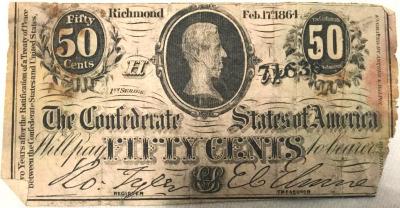 Fifty
50
Cents
Richmond
Feb. 17th 1864
50
H
1st SERIES.
The Confederate States of America
Will pay FIFTY CENTS to bearer
REGISTER
TREASURER
Two Years after the Ratification of a Treaty of Peace
between the Confederate States and United States.